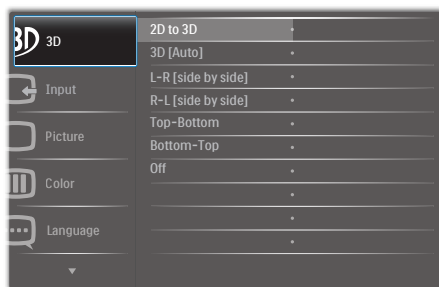 3D 3D
Input
Picture
Color
Language
2D to 3D
3D [Auto]
L-R [side by side]
R-L [side by side]
Top-Bottom
Bottom-Top
Off